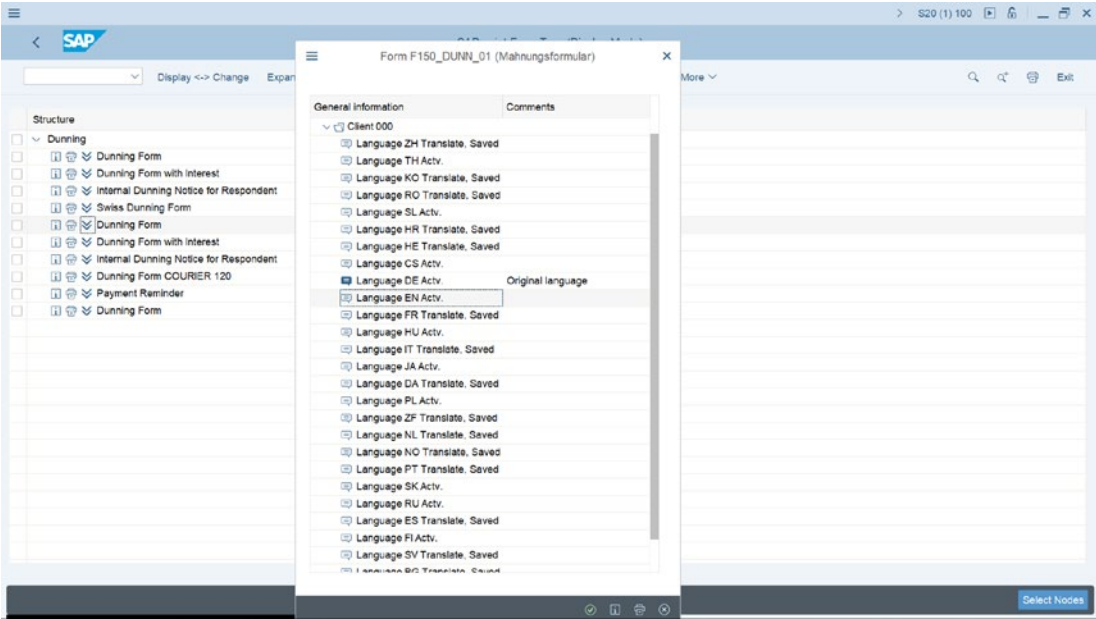 S20 (1) 100
SAP
Display <-> Change
Expan
More
Exit
Structure
Dunning
Dunning Form
Dunning Form with Interest
Internal Dunning Notice for Respondent
Swiss Dunning Form
Dunning Form
Dunning Form with Interest
Internal Dunning Notice for Respondent
Dunning Form COURIER 120
Payment Reminder
Dunning Form
Form F150_DUNN_01 (Mahnungsformular)
General information Comments
Client 000
Language ZH Translate, Saved
Language TH Actv.
Language KO Translate, Saved
Language RO Translate, Saved
Language SL Actv.
Language HR Translate, Saved
Language HE Translate, Saved
Language CS Actv.
Language DE Actv. Original language
Language EN Actv.
Language FR Translate, Saved
Language HU Actv.
Language IT Translate, Saved
Language JA Actv.
Language DA Translate, Saved
Language PL Actv.
Language ZF Translate, Saved
Language NL Translate, Saved
Language NO Translate, Saved
Language PT Translate, Saved
Language SK Actv.
Language RU Actv.
Language ES Translate, Saved
Language FI Actv.
Language SV Translate, Saved
Language BG Translate, Saved
Select Nodes